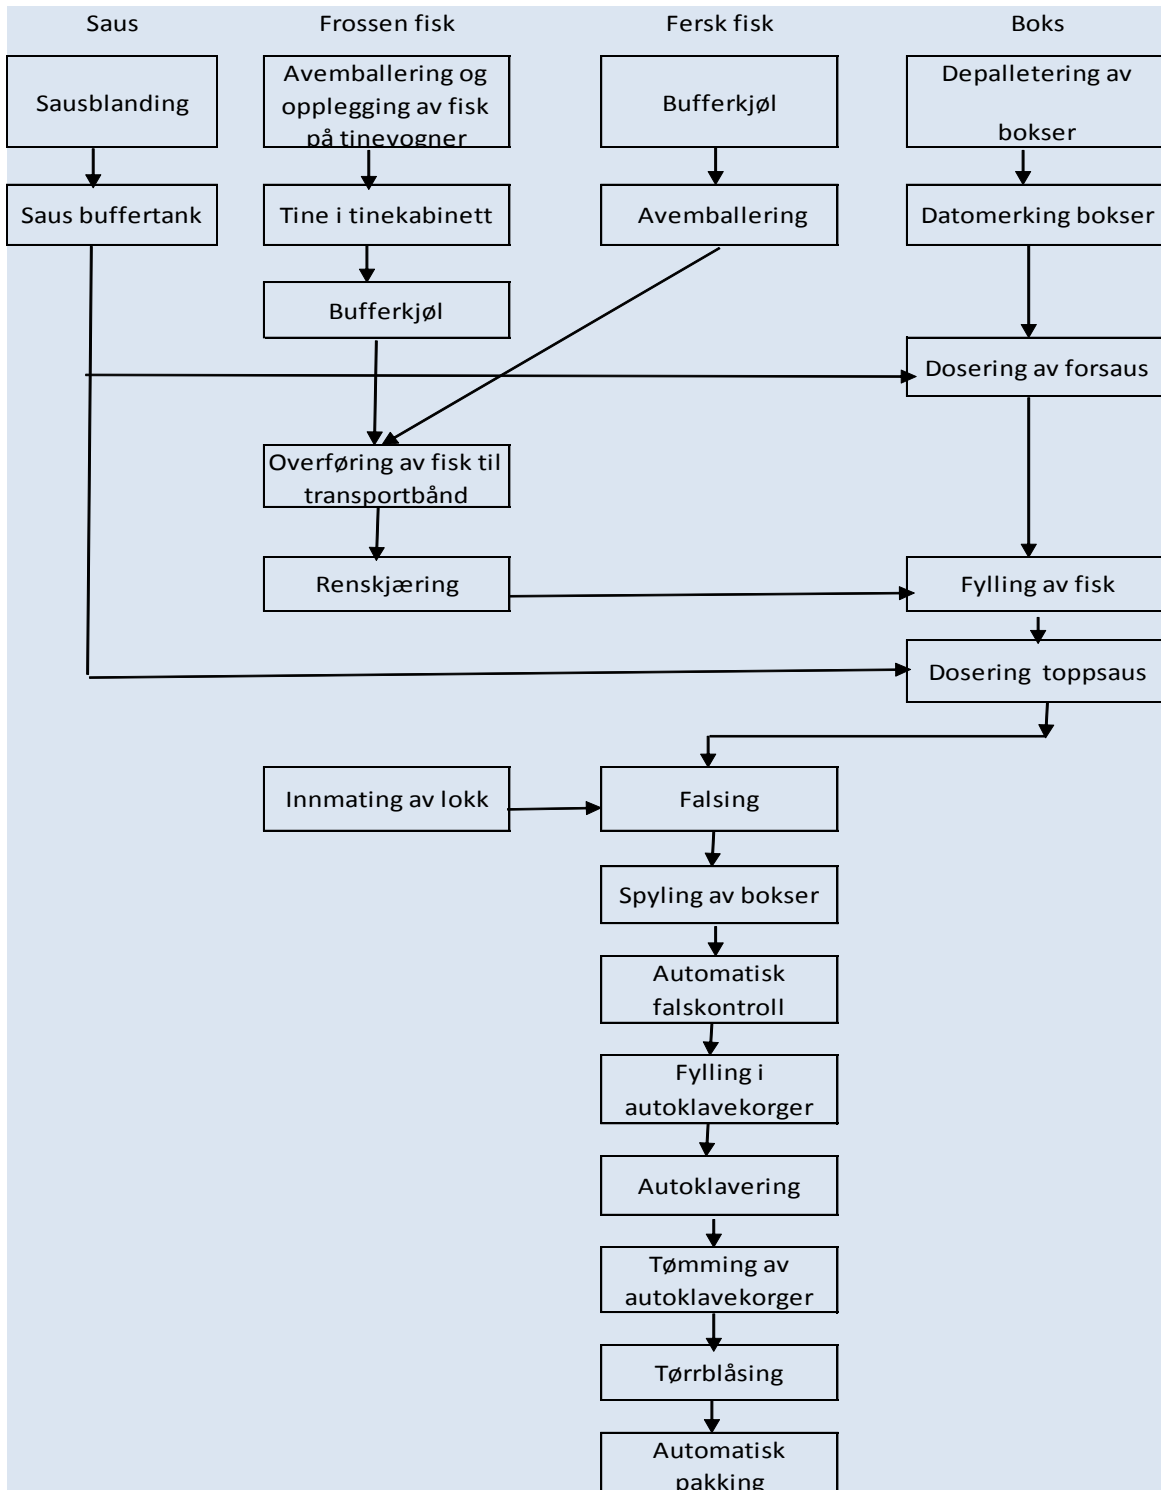 Saus
Frossen fisk
Fersk fisk
Boks
Sausblanding
Avemballering og
opplegging av fisk
på tinevogner
Bufferkjøl
Depalletering av
bokser
Saus buffertank
Tine i tinekabinett
Avemballering
Datomerking bokser
Bufferkjøl
Dosering av forsaus
Overføring av fisk til
transportbånd
Renskjæring
Fylling av fisk
Dosering toppsaus
Innmating av lokk
Falsing
Spyling av bokser
Automatisk
falskontroll
Fylling i
autoklavekorger
Autoklavering
Tømming av
autoklavekorger
Tørrblåsing
Automatisk
pakking